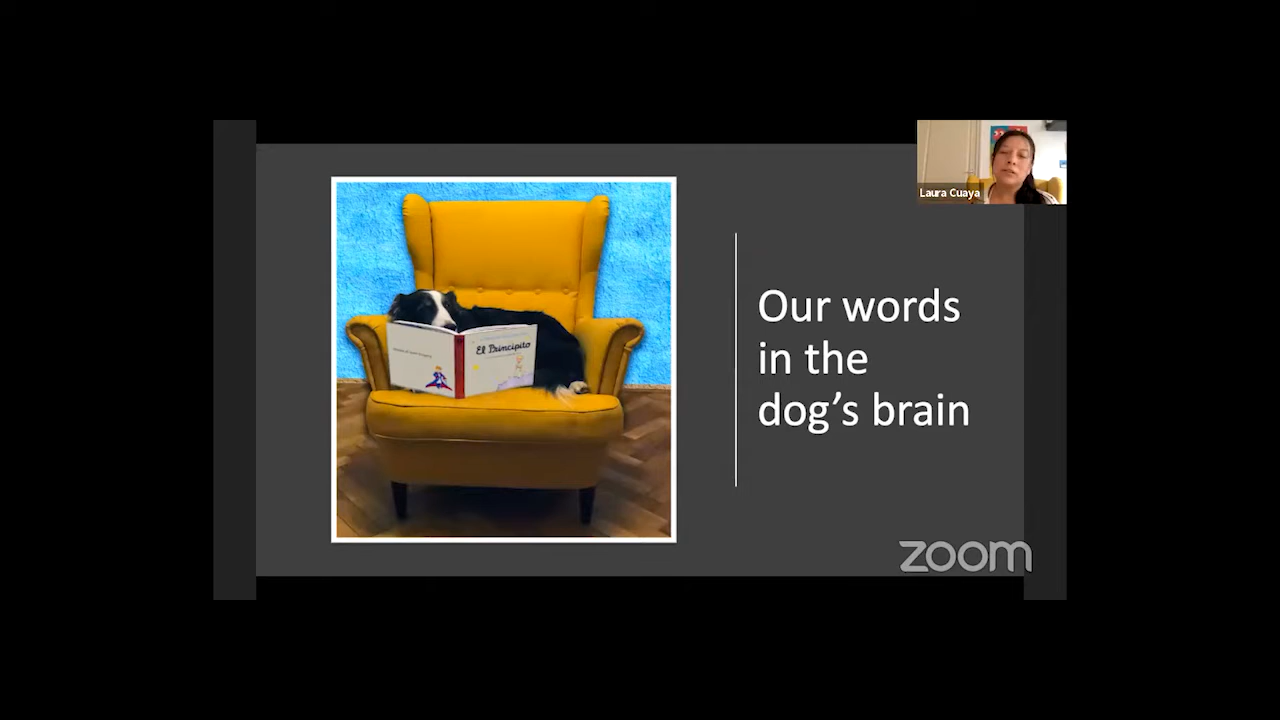 Laura Cuaya
El Principito
Our words
in the
dog's brain
zoom